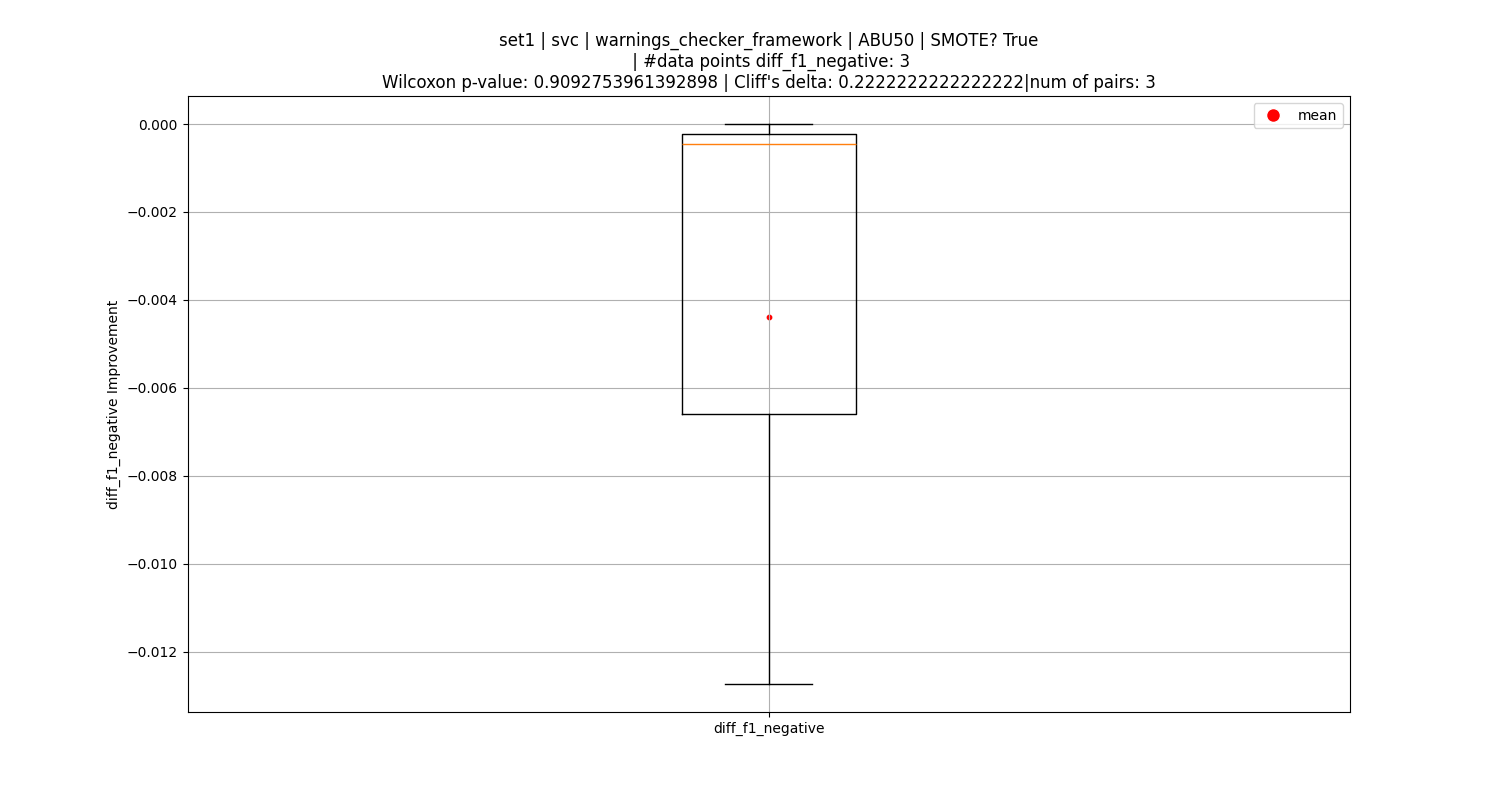 set1 | svc | warnings_checker_framework | ABU50 | SMOTE? True
| #data points diff_f1_negative: 3
Wilcoxon p-value: 0.9092753961392898 | Cliff's delta: 0.2222222222222222|num of pairs: 3
mean
0.000
−0.002
−0.004
−0.006
−0.008
−0.010
−0.012
diff_f1_negative Improvement
diff_f1_negative